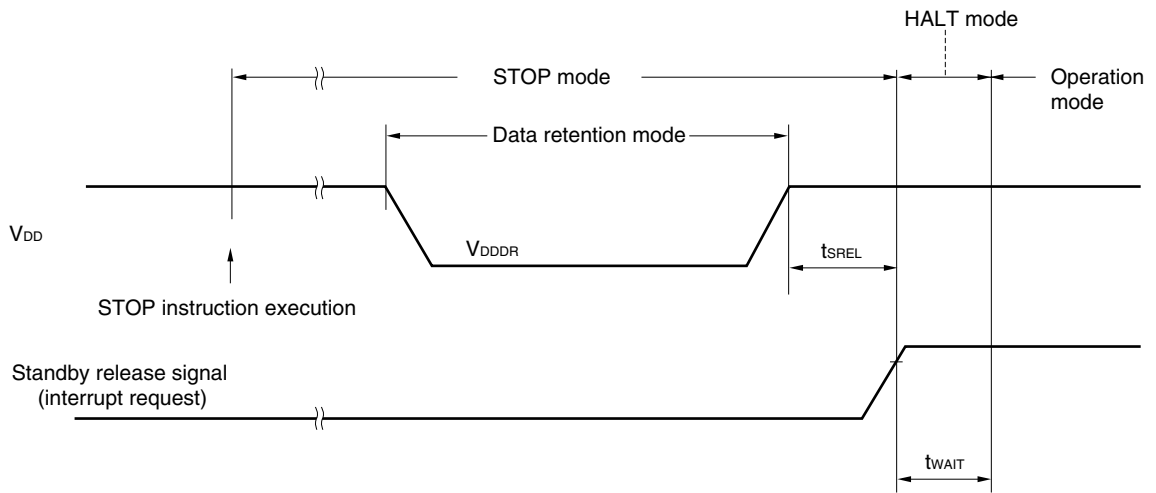 HALT mode
STOP mode
Operation
mode
Data retention mode
VDD
VDDDR
tSREL
STOP instruction execution
Standby release signal
(interrupt request)
tWAIT